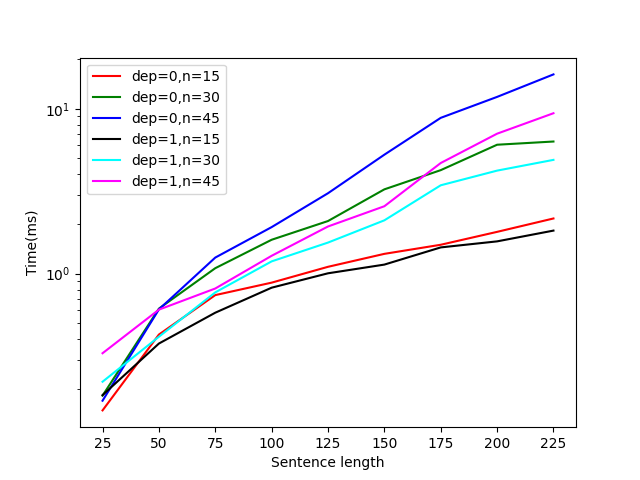 dep=0,n=15
dep=0,n=30
dep=0,n=45
dep=1,n=15
dep=1,n=30
dep=1,n=45
10¹
10⁰
Time(ms)
25 50 75 100 125 150 175 200 225
Sentence length